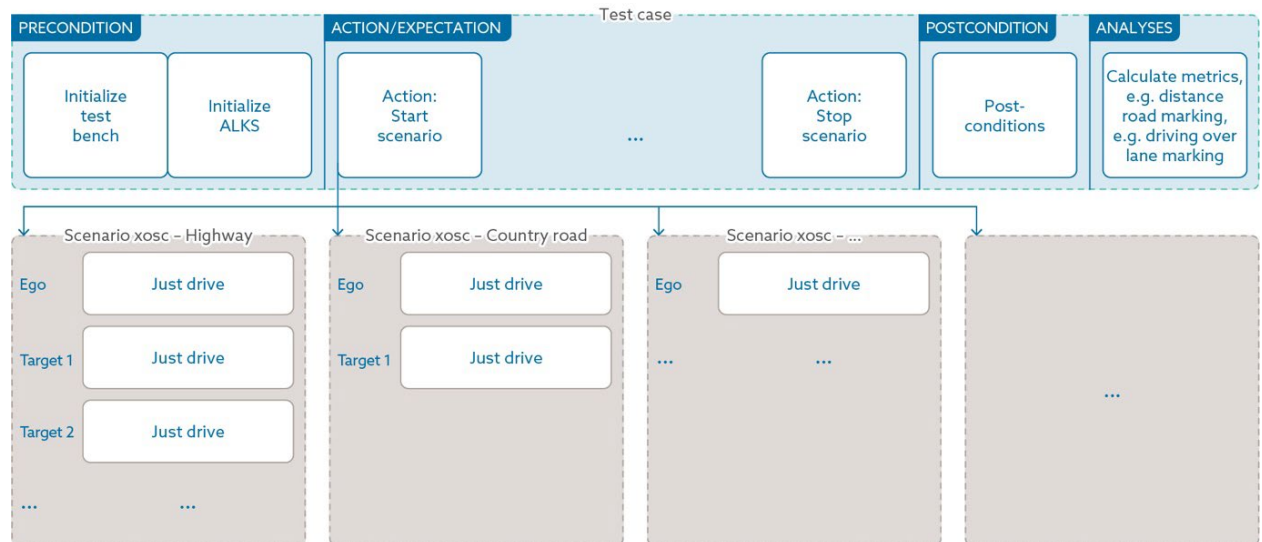 Test case
PRECONDITION
ACTION/EXPECTATION
POSTCONDITION
ANALYSES
Initialize
test
bench
Initialize
ALKS
Action:
Start
scenario
...
Action:
Stop
scenario
Post-
conditions
Calculate metrics,
e.g. distance
road marking,
e.g. driving over
lane marking
Scenario xosc – Highway
Ego
Just drive
Target 1
Just drive
Target 2
Just drive
...
...
Scenario xosc – Country road
Ego
Just drive
Target 1
Just drive
Scenario xosc – ...
Ego
Just drive
...
...
...